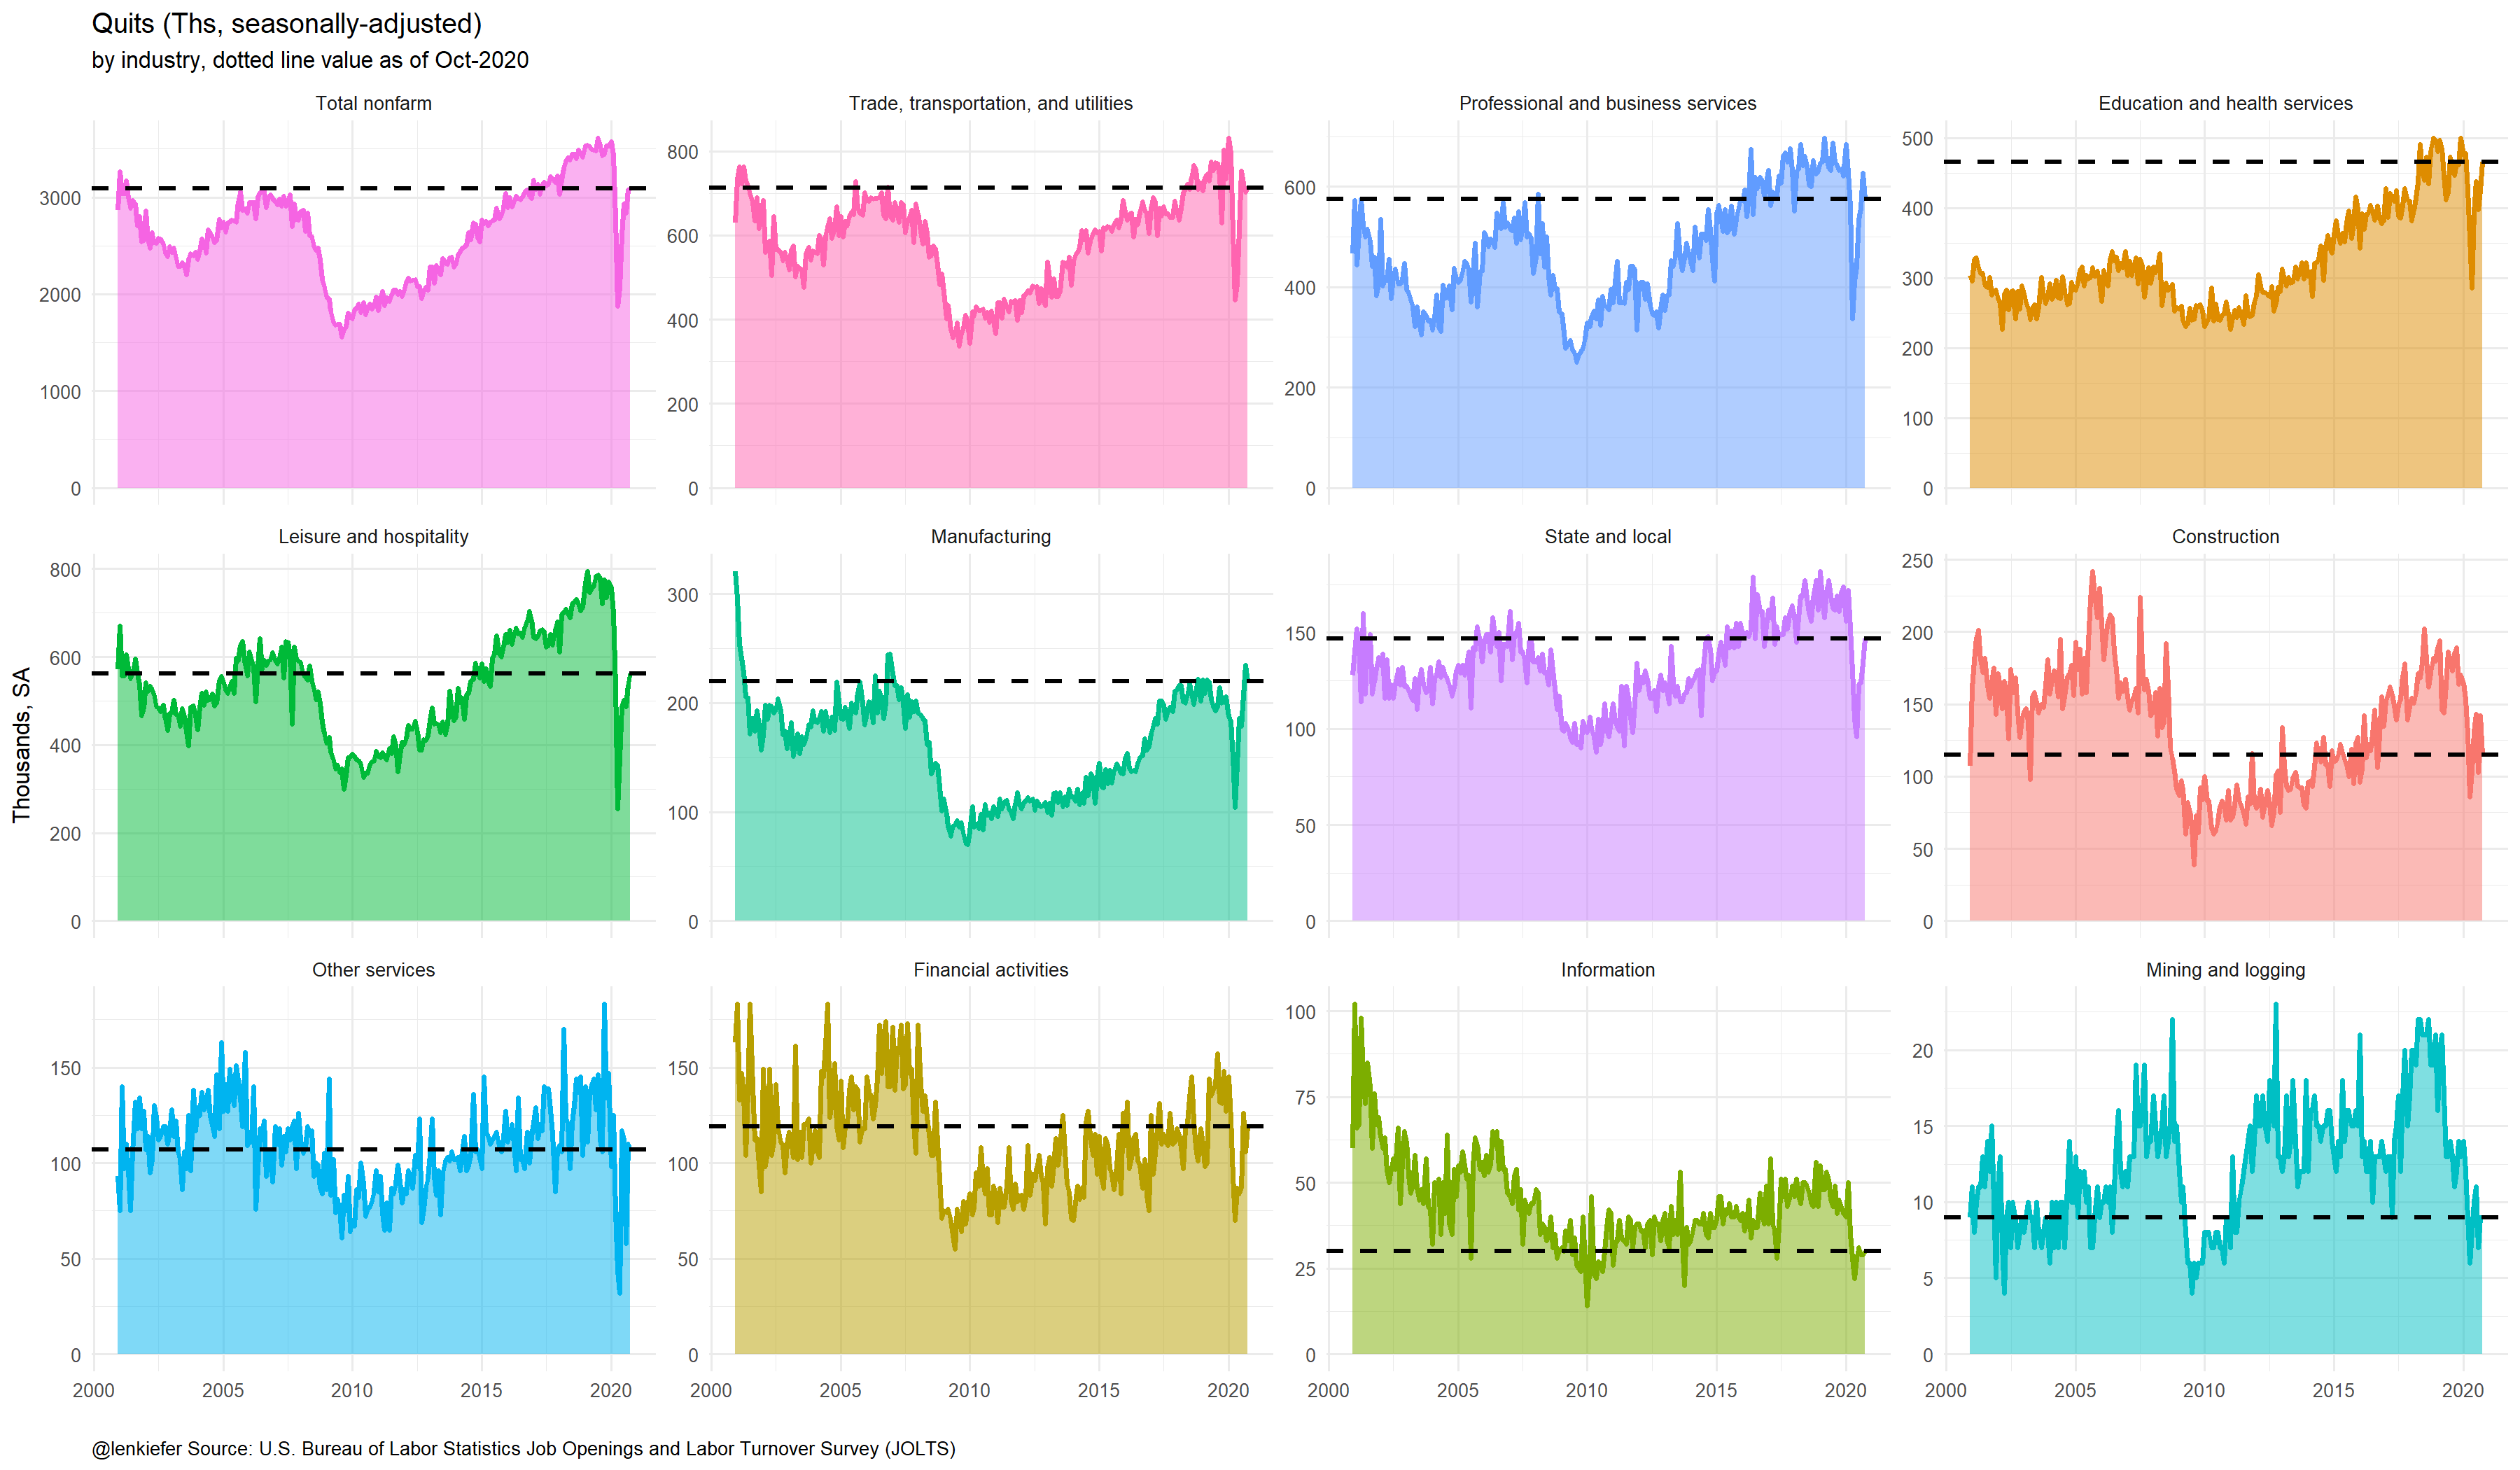 Quits (Ths, seasonally-adjusted)
by industry, dotted line value as of Oct-2020
Total nonfarm
Trade, transportation, and utilities
Professional and business services
Education and health services
3000
2000
1000
0
800
600
400
200
0
600
400
200
0
500
400
300
200
100
0
Thousands, SA
Leisure and hospitality
Manufacturing
State and local
Construction
800
600
400
200
0
300
200
100
0
150
100
50
0
250
200
150
100
50
0
Other services
Financial activities
Information
Mining and logging
150
100
50
0
150
100
50
0
100
75
50
25
0
20
15
10
5
0
2000 2005 2010 2015 2020
2000 2005 2010 2015 2020
2000 2005 2010 2015 2020
2000 2005 2010 2015 2020
@lenkiefer Source: U.S. Bureau of Labor Statistics Job Openings and Labor Turnover Survey (JOLTS)